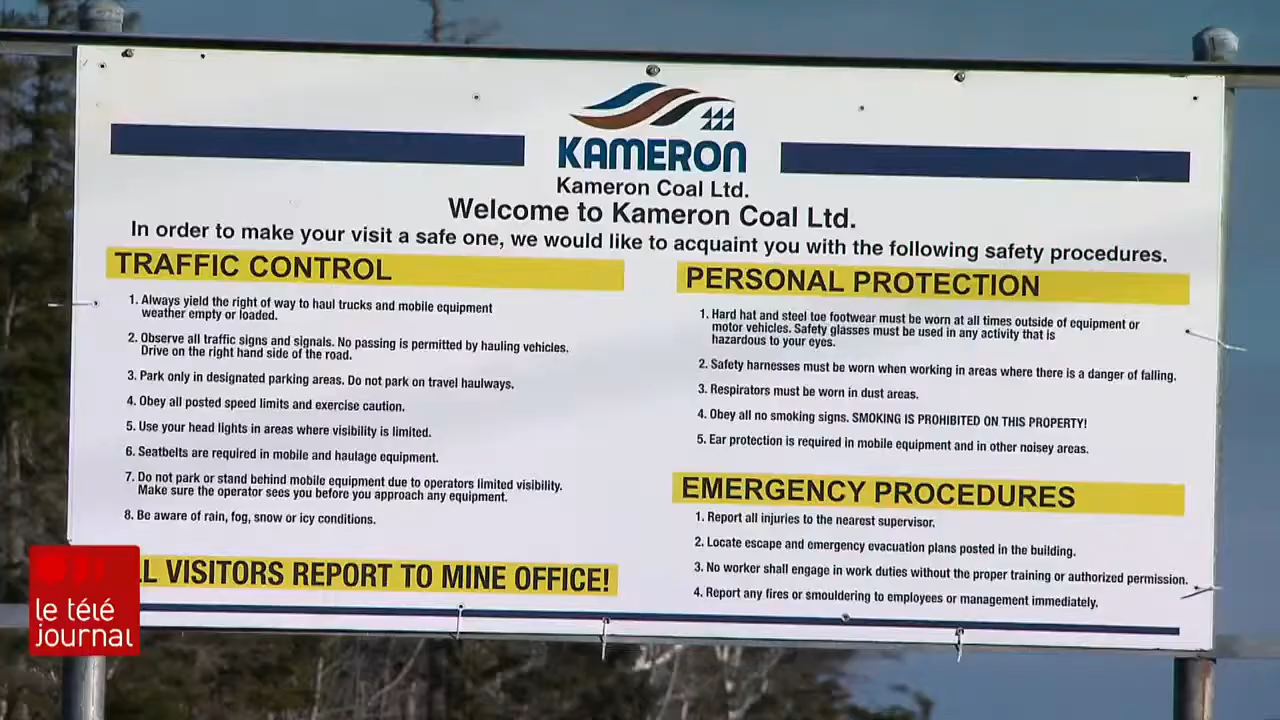 KAMERON
Kameron Coal Ltd.
Welcome to Kameron Coal Ltd.
In order to make your visit a safe one, we would like to acquaint you with the following safety procedures.
TRAFFIC CONTROL
1. Always yield the right of way to haul trucks and mobile equipment
weather empty or loaded.
2. Observe all traffic signs and signals. No passing is permitted by hauling vehicles.
Drive on the right hand side of the road.
3. Park only in designated parking areas. Do not park on travel haulways.
4. Obey all posted speed limits and exercise caution.
5. Use your head lights in areas where visibility is limited.
6. Seatbelts are required in mobile and haulage equipment.
7. Do not park or stand behind mobile equipment due to operators limited visibility.
Make sure the operator sees you before you approach any equipment.
8. Be aware of rain, fog, snow or icy conditions.
LL VISITORS REPORT TO MINE OFFICE!
PERSONAL PROTECTION
1. Hard hat and steel toe footwear must be worn at all times outside of equipment or
motor vehicles. Safety glasses must be used in any activity that is
hazardous to your eyes.
2. Safety harnesses must be worn when working in areas where there is a danger of falling.
3. Respirators must be worn in dust areas.
4. Obey all no smoking signs. SMOKING IS PROHIBITED ON THIS PROPERTY!
5. Ear protection is required in mobile equipment and in other noisey areas.
EMERGENCY PROCEDURES
1. Report all injuries to the nearest supervisor.
2. Locate escape and emergency evacuation plans posted in the building.
3. No worker shall engage in work duties without the proper training or authorized permission.
4. Report any fires or smouldering to employees or management immediately.
le télé
journal